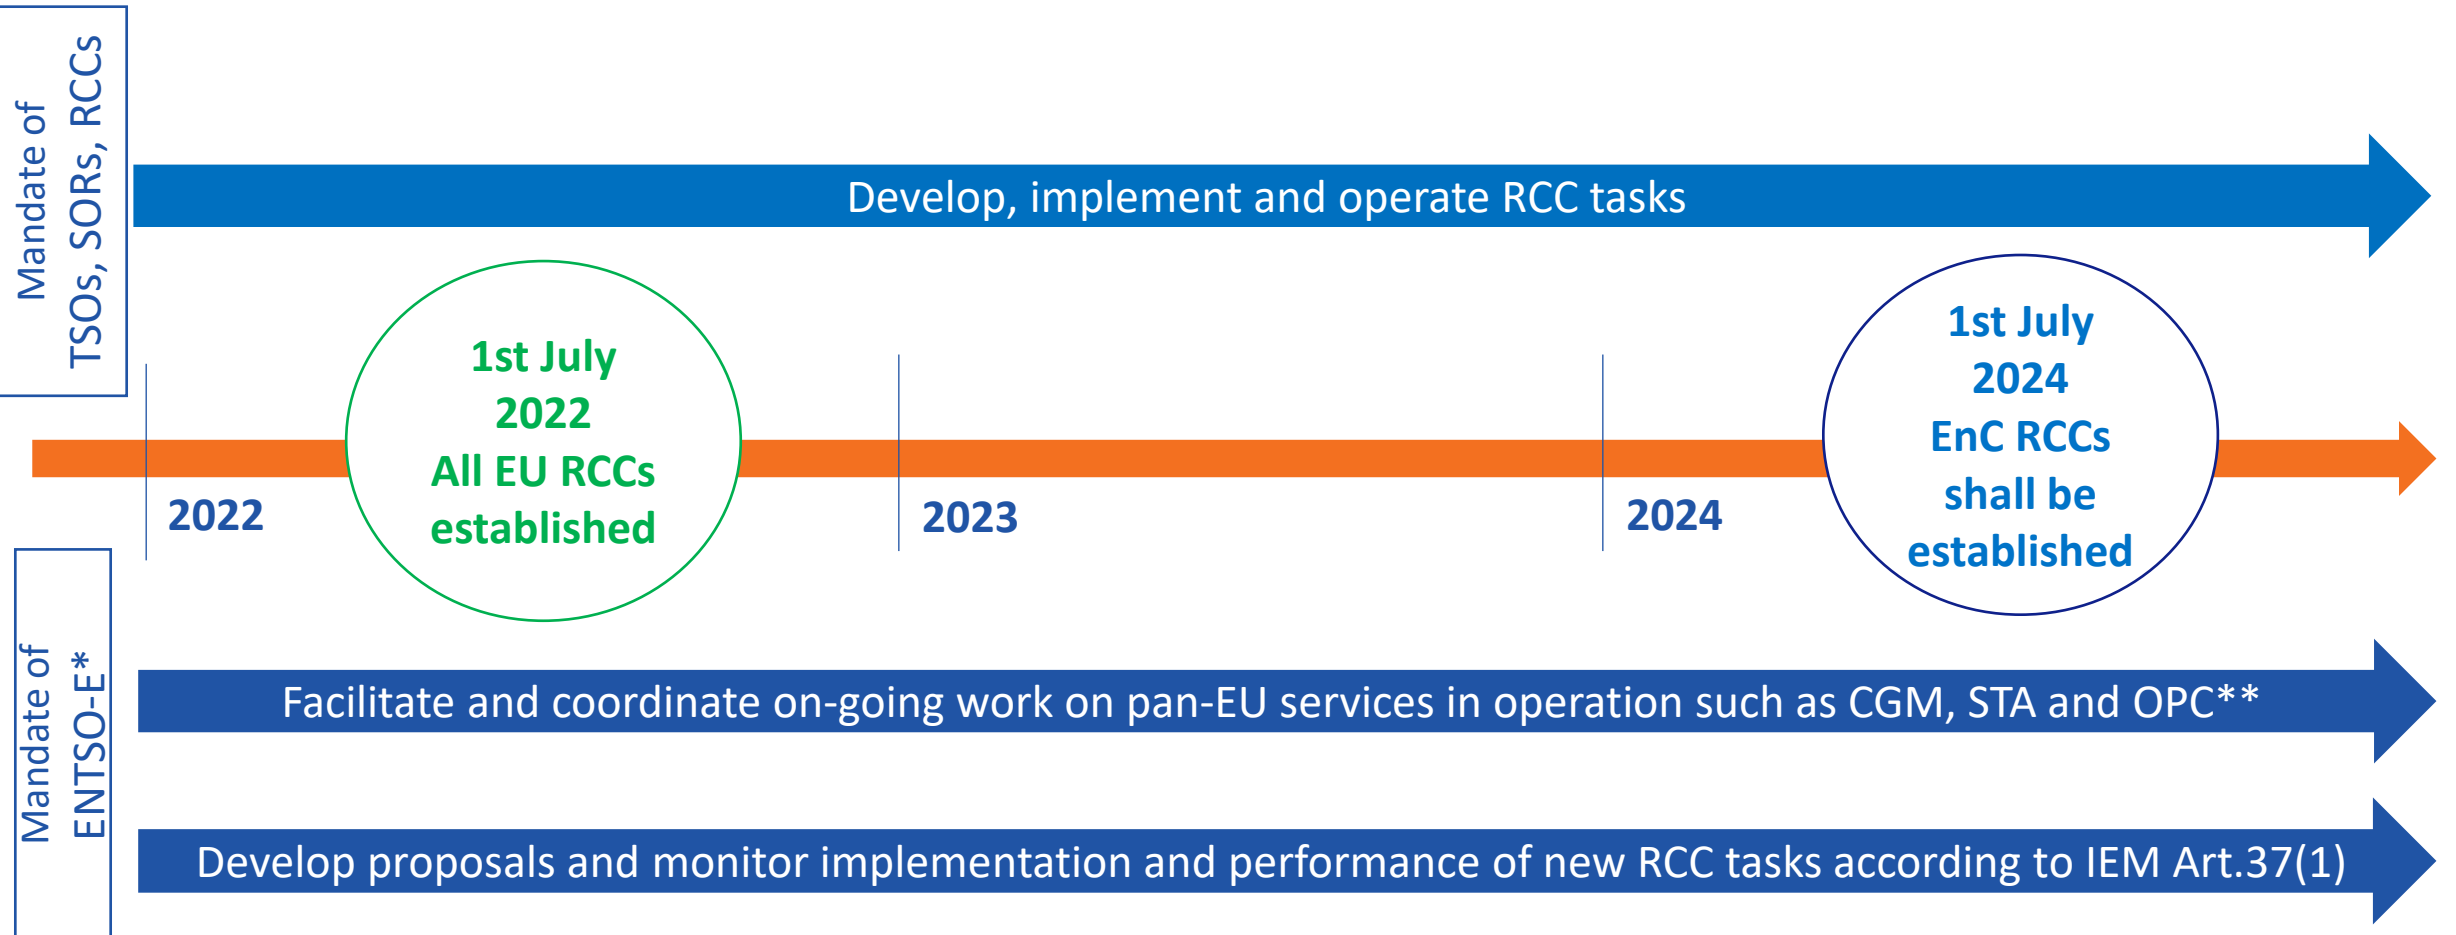 Mandate of
TSOs, SORs, RCCs
Develop, implement and operate RCC tasks
1st July
2022
All EU RCCs
established
1st July
2024
EnC RCCs
shall be
established
2022
2023
2024
Mandate of
ENTSO-E*
Facilitate and coordinate on-going work on pan-EU services in operation such as CGM, STA and OPC**
Develop proposals and monitor implementation and performance of new RCC tasks according to IEM Art.37(1)